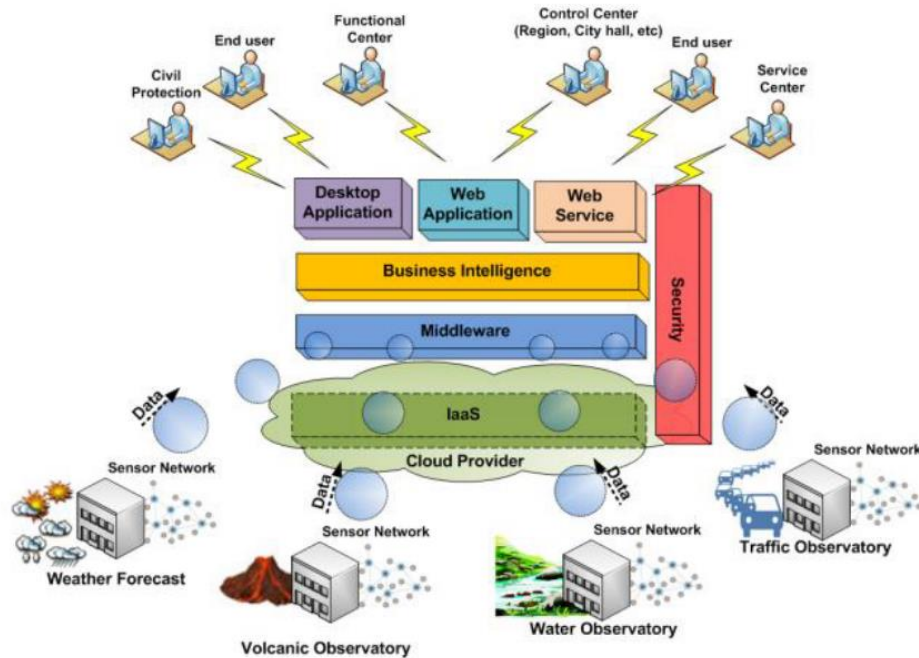 Civil
Protection
End user
Functional
Center
Control Center
(Region, City hall, etc)
End user
Service
Center
Desktop
Application
Web
Application
Web
Service
Security
Business Intelligence
Middleware
IaaS
Cloud Provider
Data
Data
Data
Data
Sensor Network
Weather Forecast
Sensor Network
Volcanic Observatory
Sensor Network
Water Observatory
Sensor Network
Traffic Observatory